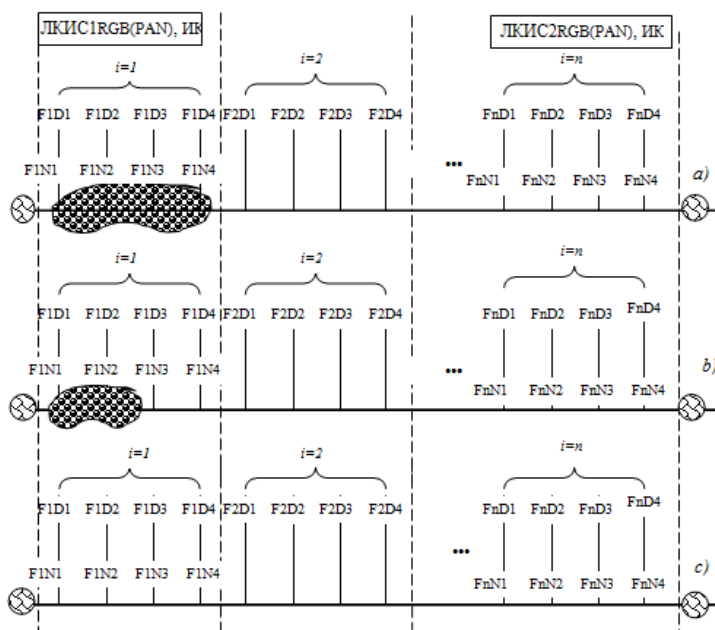 ЛКИС1RGB(PAN), ИК ЛКИС2RGB(PAN), ИК
i=1 i=2 i=n
F1D1 F1D2 F1D3 F1D4 F2D1 F2D2 F2D3 F2D4 FnD1 FnD2 FnD3 FnD4
F1N1 F1N2 F1N3 F1N4 ... FnN1 FnN2 FnN3 FnN4 a)
i=1 i=2 i=n
F1D1 F1D2 F1D3 F1D4 F2D1 F2D2 F2D3 F2D4 FnD1 FnD2 FnD3 FnD4
F1N1 F1N2 F1N3 F1N4 ... FnN1 FnN2 FnN3 FnN4 b)
i=1 i=2 i=n
F1D1 F1D2 F1D3 F1D4 F2D1 F2D2 F2D3 F2D4 FnD1 FnD2 FnD3 FnD4
F1N1 F1N2 F1N3 F1N4 ... FnN1 FnN2 FnN3 FnN4 c)